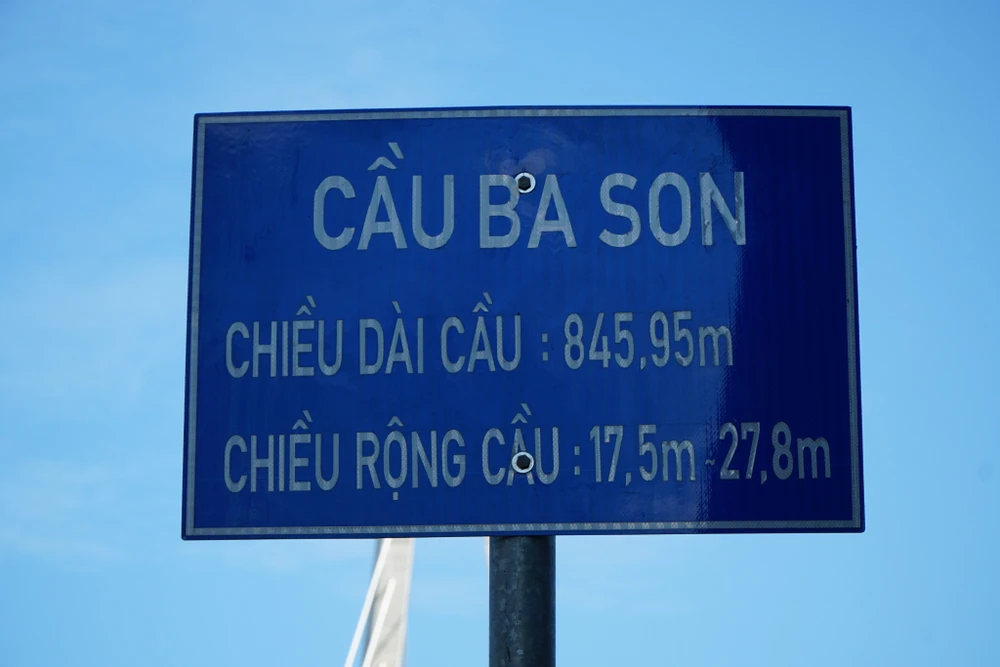 CẦU BA SON
CHIỀU DÀI CẦU : 845,95m
CHIỀU RỘNG CẦU : 17,5m - 27,8m